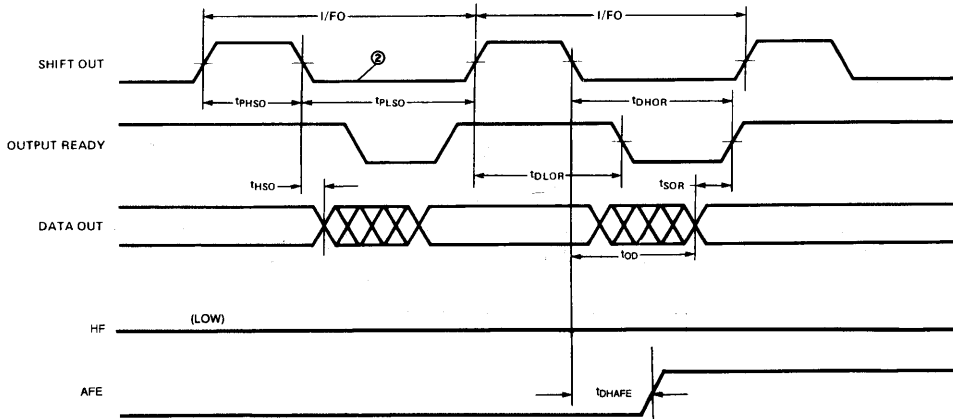 I/FO I/FO
SHIFT OUT
②
tPHSO tPLSO tDHOR
OUTPUT READY
tHSO tDLOR tSOR
DATA OUT
tOD
HF (LOW)
AFE tDHAFE